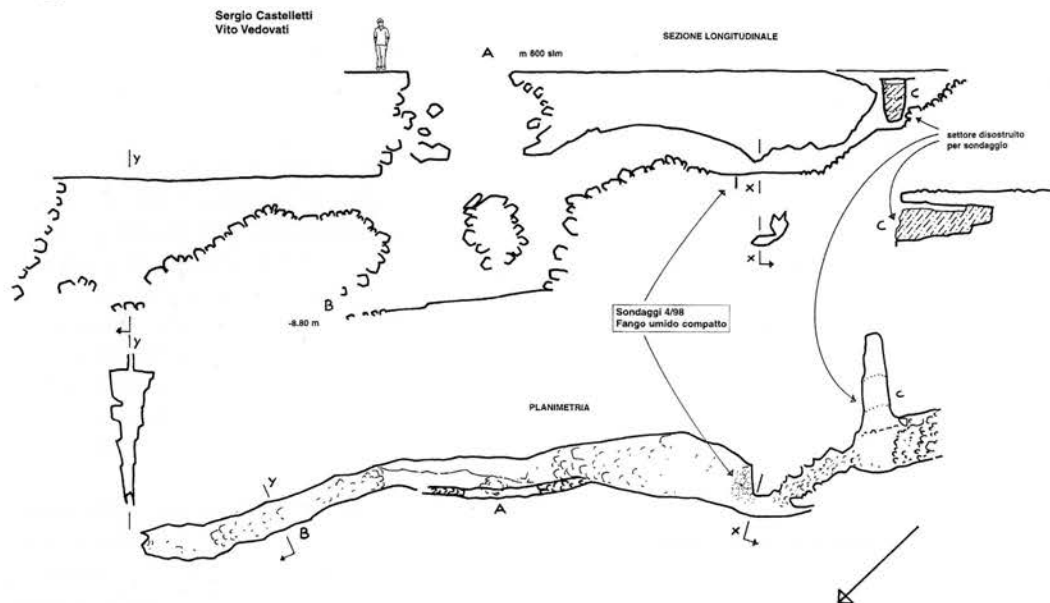 Sergio Castelletti
Vito Vedovati
A
m 600 slm
SEZIONE LONGITUDINALE
C
settore disostruito
per sondaggio
y
x
C
x
B
-8.80 m
Sondaggi 4/98
Fango umido compatto
y
PLANIMETRIA
C
y
A
B
x